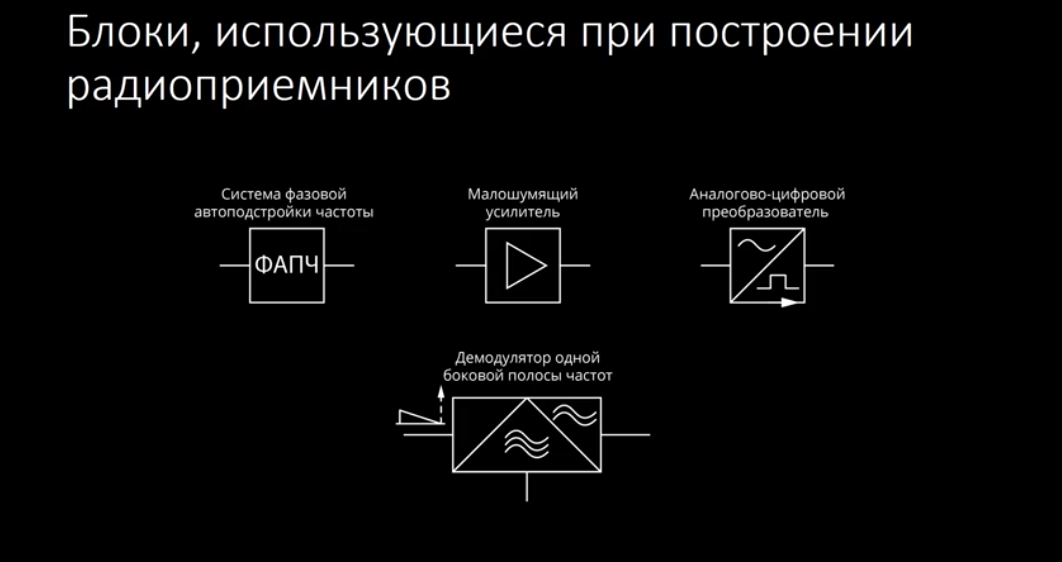 Блоки, использующиеся при построении
радиоприемников
Система фазовой
автоподстройки частоты
ФАПЧ
Малошумящий
усилитель
Аналогово-цифровой
преобразователь
Демодулятор одной
боковой полосы частот